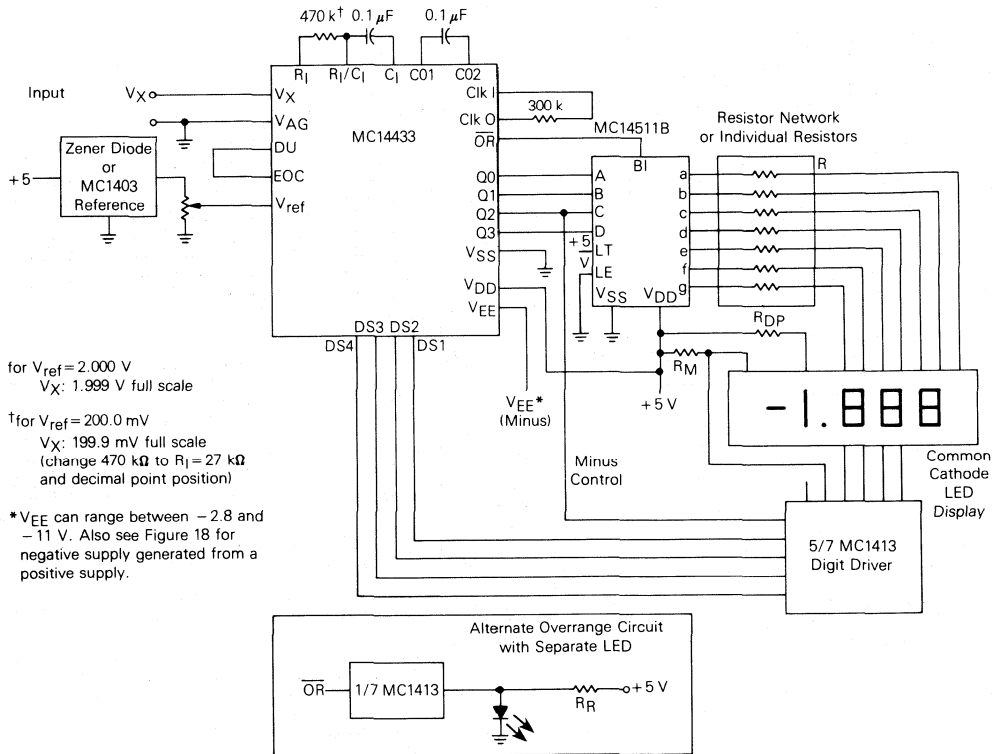 470 k† 0.1 µF 0.1 µF
RI RI/CI CI CO1 CO2
Input VX
VX
VAG
DU
EOC
Vref
MC14433
Clk I
Clk O
OR
Q0
Q1
Q2
Q3
VSS
VDD
VEE
DS4 DS3 DS2 DS1
+5
Zener Diode
or
MC1403
Reference
300 k
MC14511B
BI
A
B
C
D
LT
LE
VSS VDD
+5
V
a
b
c
d
e
f
g
Resistor Network
or Individual Resistors
R
RDP
RM
+5 V
VEE*
(Minus)
Minus
Control
-1.888
Common
Cathode
LED
Display
5/7 MC1413
Digit Driver
for Vref = 2.000 V
VX: 1.999 V full scale
†for Vref = 200.0 mV
VX: 199.9 mV full scale
(change 470 kΩ to RI = 27 kΩ
and decimal point position)
*VEE can range between −2.8 and
−11 V. Also see Figure 18 for
negative supply generated from a
positive supply.
Alternate Overrange Circuit
with Separate LED
OR 1/7 MC1413 RR +5 V